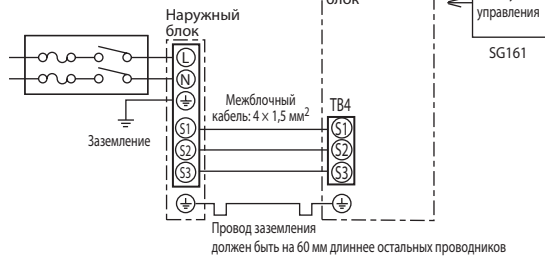 блок
управления
SG161
Наружный
блок
L
N
Межблочный
кабель: 4 × 1,5 мм²
TB4
Заземление
S1
S1
S2
S2
S3
S3
Провод заземления
должен быть на 60 мм длиннее остальных проводников